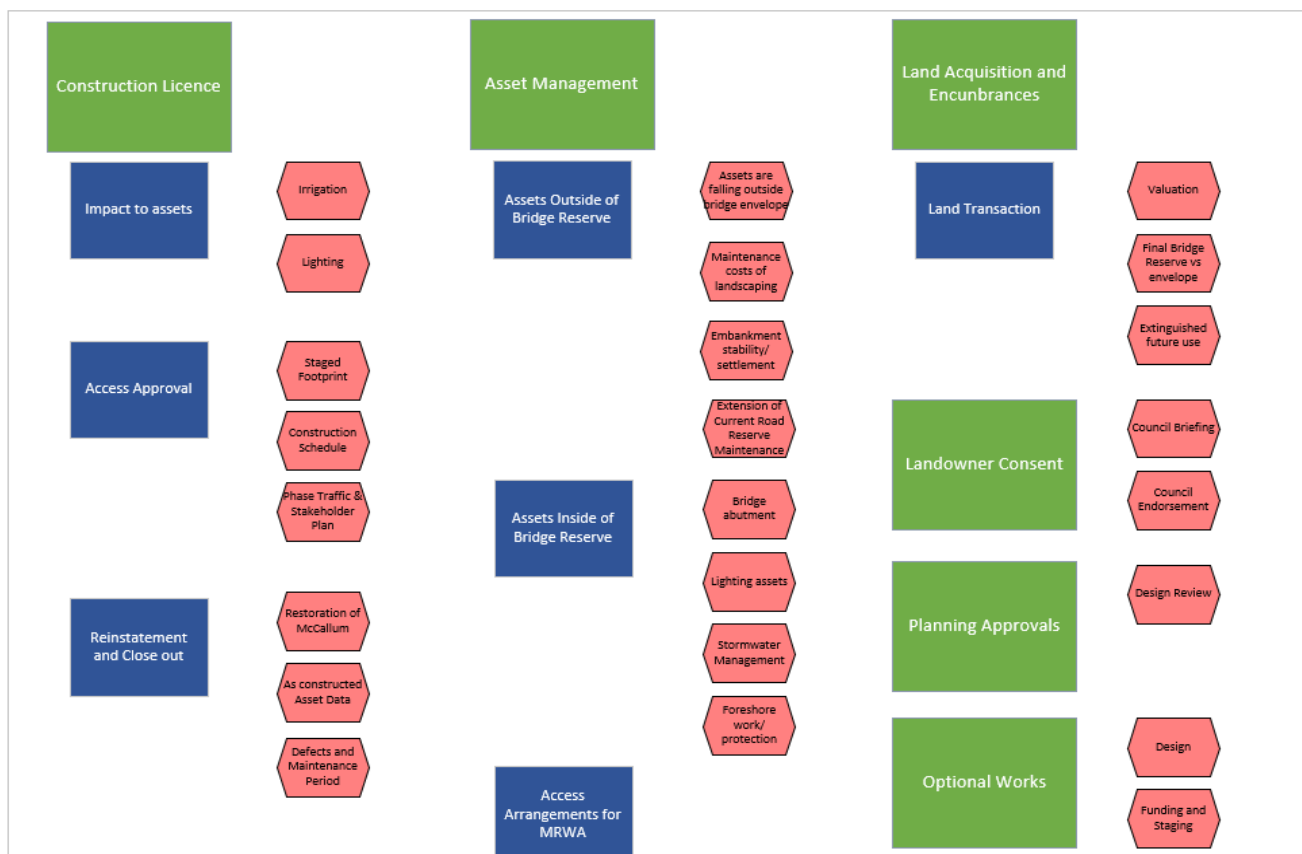 Construction Licence
Impact to assets
Irrigation
Lighting
Access Approval
Staged
Footprint
Construction
Schedule
Phase Traffic &
Stakeholder
Plan
Reinstatement
and Close out
Restoration of
McCallum
As constructed
Asset Data
Defects and
Maintenance
Period
Asset Management
Assets Outside of
Bridge Reserve
Assets are
falling outside
bridge envelope
Maintenance
costs of
landscaping
Embankment
stability/
settlement
Extension of
Current Road
Reserve
Maintenance
Assets Inside of
Bridge Reserve
Bridge
abutment
Lighting assets
Stormwater
Management
Foreshore
work/
protection
Access
Arrangements for
MRWA
Land Acquisition and
Encunbrances
Land Transaction
Valuation
Final Bridge
Reserve vs
envelope
Extinguished
future use
Landowner Consent
Council Briefing
Council
Endorsement
Planning Approvals
Design Review
Optional Works
Design
Funding and
Staging